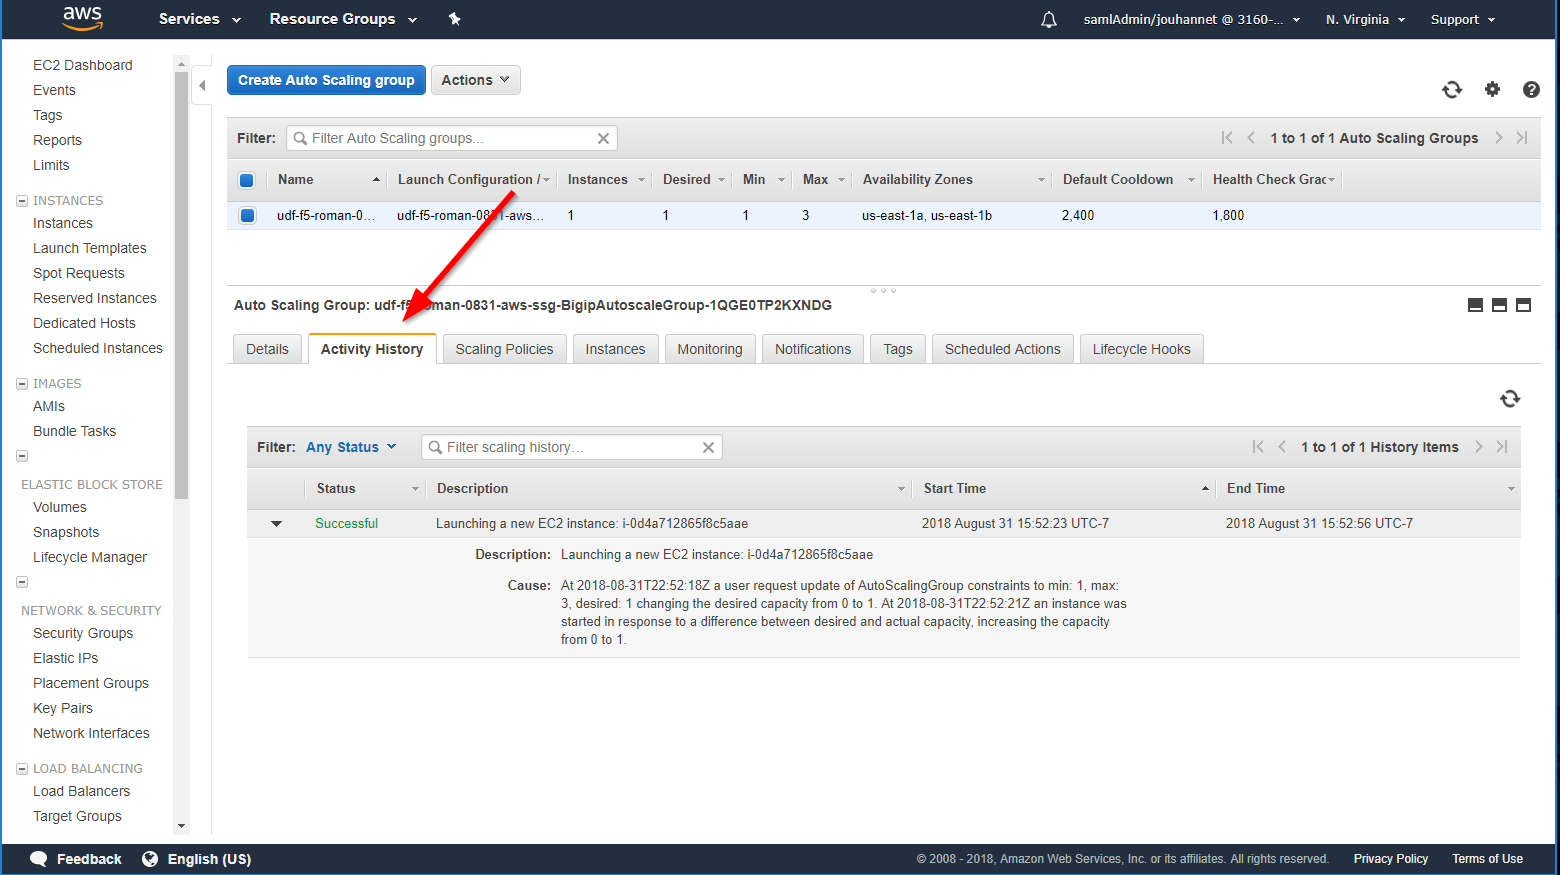 aws
Services
Resource Groups
samlAdmin/jouhannet @ 3160-...
N. Virginia
Support
EC2 Dashboard
Events
Tags
Reports
Limits
INSTANCES
Instances
Launch Templates
Spot Requests
Reserved Instances
Dedicated Hosts
Scheduled Instances
IMAGES
AMIs
Bundle Tasks
ELASTIC BLOCK STORE
Volumes
Snapshots
Lifecycle Manager
NETWORK & SECURITY
Security Groups
Elastic IPs
Placement Groups
Key Pairs
Network Interfaces
LOAD BALANCING
Load Balancers
Target Groups
Create Auto Scaling group
Actions
Filter: Filter Auto Scaling groups...
1 to 1 of 1 Auto Scaling Groups
Name Launch Configuration / Instances Desired Min Max Availability Zones Default Cooldown Health Check Grac
udf-f5-roman-0... udf-f5-roman-0831-aws... 1 1 1 3 us-east-1a, us-east-1b 2,400 1,800
Auto Scaling Group: udf-f5-roman-0831-aws-ssg-BigipAutoscaleGroup-1QGE0TP2KXNDG
Details Activity History Scaling Policies Instances Monitoring Notifications Tags Scheduled Actions Lifecycle Hooks
Filter: Any Status Filter scaling history...
1 to 1 of 1 History Items
Status Description Start Time End Time
Successful Launching a new EC2 instance: i-0d4a712865f8c5aae 2018 August 31 15:52:23 UTC-7 2018 August 31 15:52:56 UTC-7
Description: Launching a new EC2 instance: i-0d4a712865f8c5aae
Cause: At 2018-08-31T22:52:18Z a user request update of AutoScalingGroup constraints to min: 1, max:
3, desired: 1 changing the desired capacity from 0 to 1. At 2018-08-31T22:52:21Z an instance was
started in response to a difference between desired and actual capacity, increasing the capacity
from 0 to 1.
Feedback
English (US)
© 2008 - 2018, Amazon Web Services, Inc. or its affiliates. All rights reserved.
Privacy Policy
Terms of Use